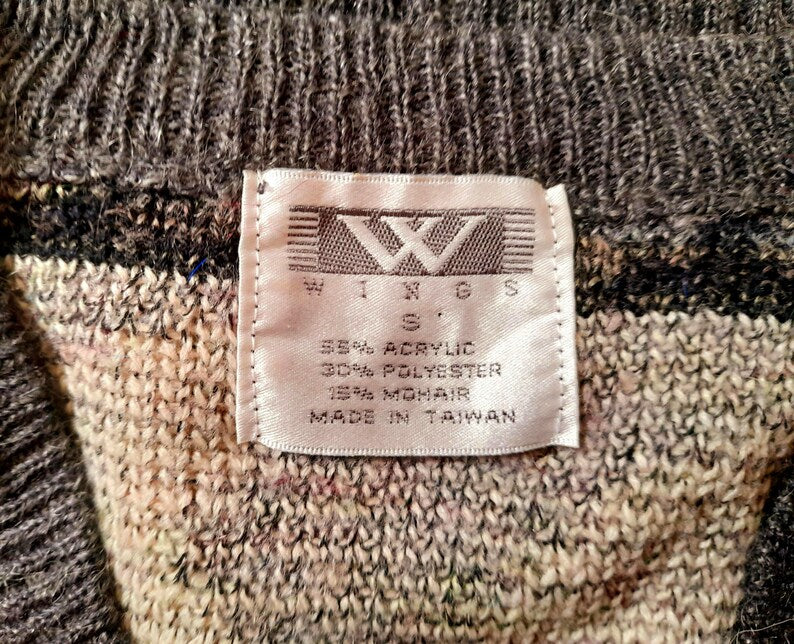 W
WINGS
S
55% ACRYLIC
30% POLYESTER
15% MOHAIR
MADE IN TAIWAN